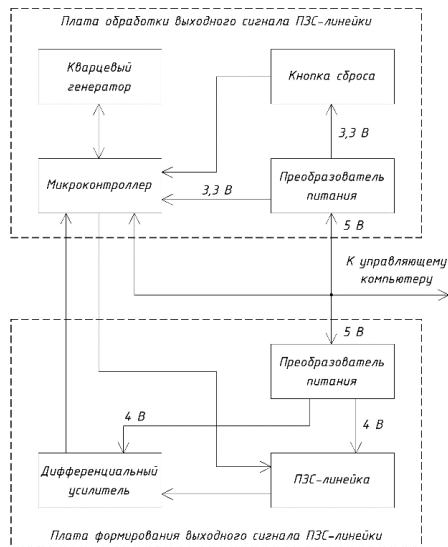 Плата обработки выходного сигнала ПЗС-линейки
Кварцевый
генератор
Кнопка сброса
3,3 В
Микроконтроллер
3,3 В
Преобразователь
питания
5 В
К управляющему
компьютеру
5 В
Преобразователь
питания
4 В
4 В
Дифференциальный
усилитель
ПЗС-линейка
Плата формирования выходного сигнала ПЗС-линейки